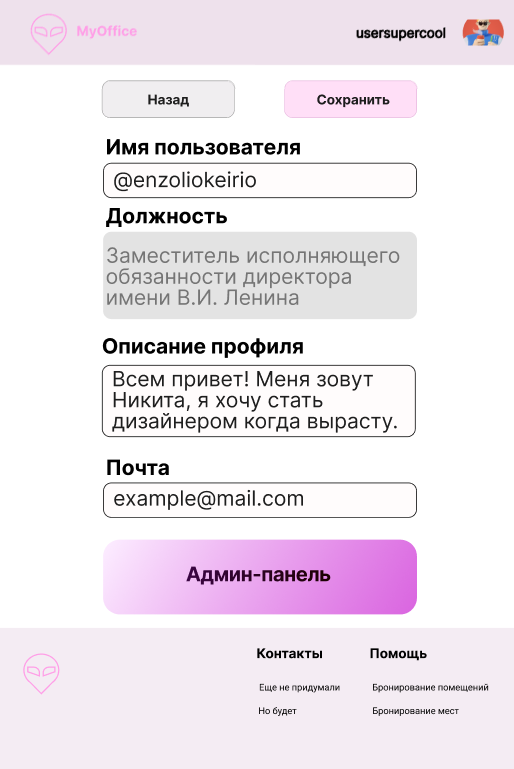 MyOffice
usersupercool
Назад
Сохранить
Имя пользователя
@enzoliokeirio
Должность
Заместитель исполняющего
обязанности директора
имени В.И. Ленина
Описание профиля
Всем привет! Меня зовут
Никита, я хочу стать
дизайнером когда вырасту.
Почта
example@mail.com
Админ-панель
Контакты
Помощь
Еще не придумали
Бронирование помещений
Но будет
Бронирование мест